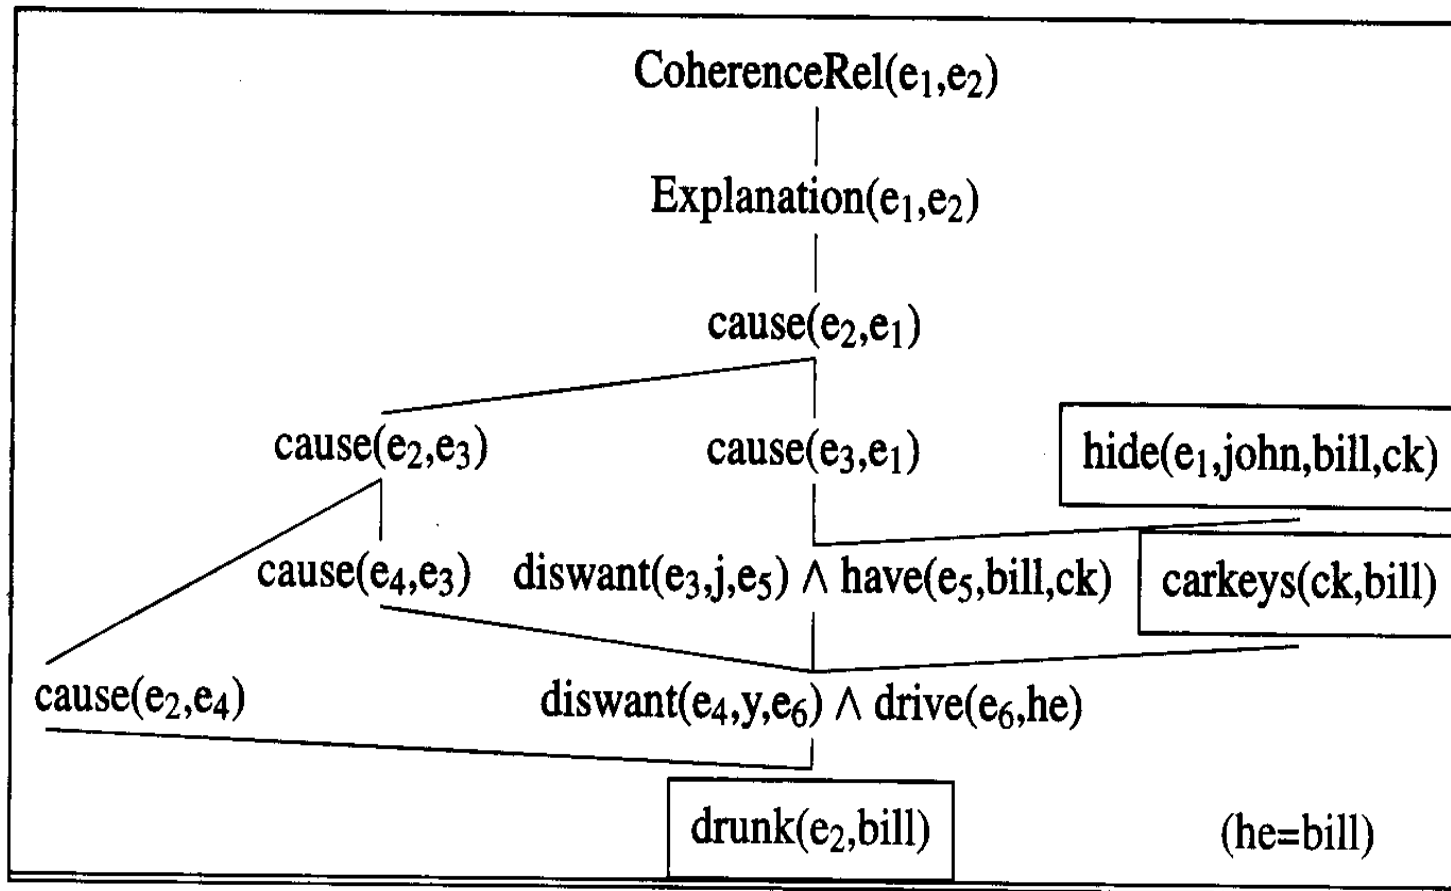 CoherenceRel(e₁,e₂)
Explanation(e₁,e₂)
cause(e₂,e₁)
cause(e₂,e₃) cause(e₃,e₁) hide(e₁,john,bill,ck)
cause(e₄,e₃) diswant(e₃,j,e₅) ∧ have(e₅,bill,ck) carkeys(ck,bill)
cause(e₂,e₄) diswant(e₄,y,e₆) ∧ drive(e₆,he)
drunk(e₂,bill) (he=bill)